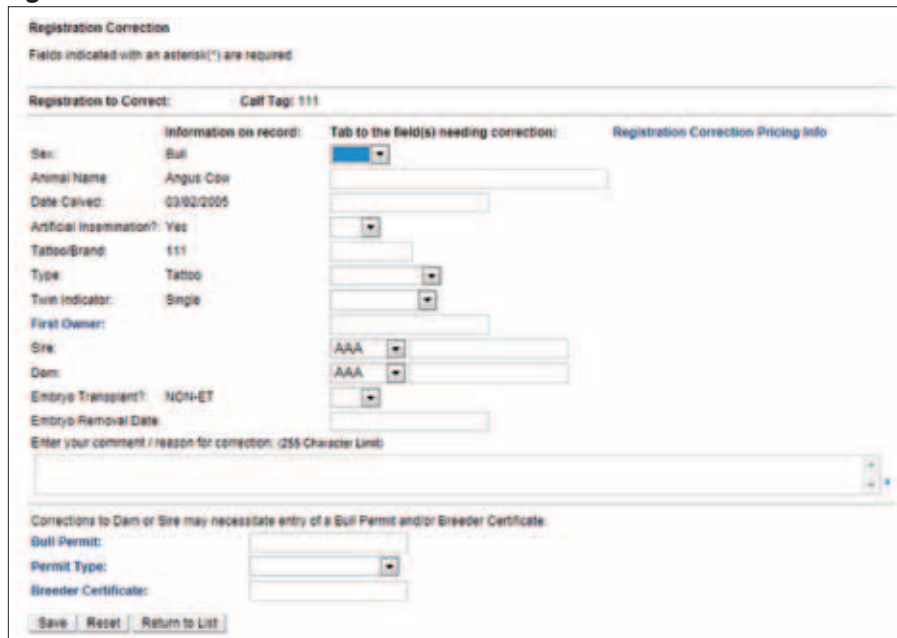 Registration Correction
Fields indicated with an asterisk(*) are required
Registration to Correct: Calf Tag: 111
Information on record: Tab to the field(s) needing correction: Registration Correction Pricing Info
Sex: Bull
Animal Name Angus Cow
Date Calved: 03/02/2005
Artificial Insemination?: Yes
Tattoo/Brand: 111
Type: Tattoo
Twin Indicator: Single
First Owner:
Sire: AAA
Dam: AAA
Embryo Transplant?: NON-ET
Embryo Removal Date:
Enter your comment / reason for correction: (255 Character Limit)
*
Corrections to Dam or Sire may necessitate entry of a Bull Permit and/or Breeder Certificate.
Bull Permit:
Permit Type:
Breeder Certificate:
Save Reset Return to List